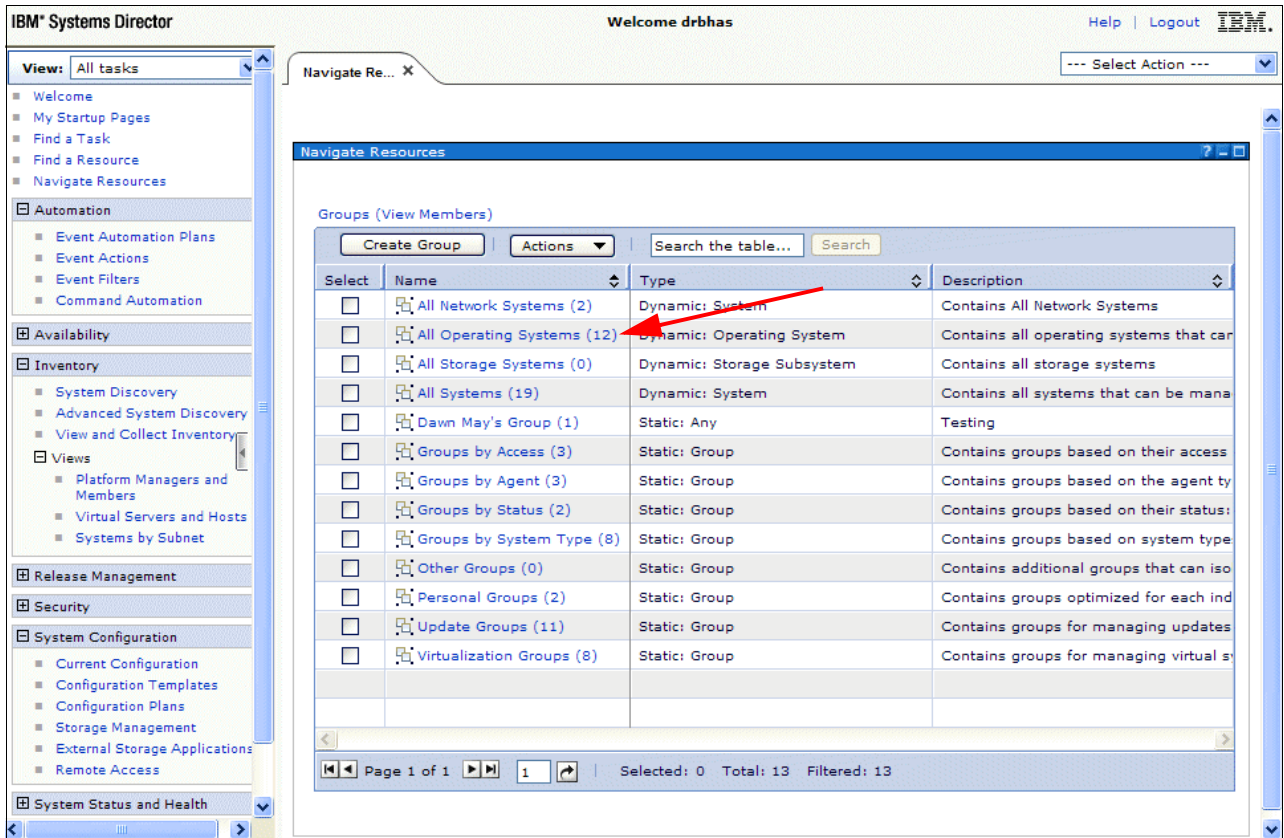 IBM® Systems Director
Welcome drbhas
Help | Logout IBM.
View: All tasks
Navigate Re... ×
--- Select Action ---
Welcome
My Startup Pages
Find a Task
Find a Resource
Navigate Resources
Automation
Event Automation Plans
Event Actions
Event Filters
Command Automation
Availability
Inventory
System Discovery
Advanced System Discovery
View and Collect Inventory
Views
Platform Managers and
Members
Virtual Servers and Hosts
Systems by Subnet
Release Management
Security
System Configuration
Current Configuration
Configuration Templates
Configuration Plans
Storage Management
External Storage Applications
Remote Access
System Status and Health
Navigate Resources ?
Groups (View Members)
Create Group | Actions | Search the table... Search
Select Name Type Description
All Network Systems (2) Dynamic: System Contains All Network Systems
All Operating Systems (12) Dynamic: Operating System Contains all operating systems that can
All Storage Systems (0) Dynamic: Storage Subsystem Contains all storage systems
All Systems (19) Dynamic: System Contains all systems that can be mana
Dawn May's Group (1) Static: Any Testing
Groups by Access (3) Static: Group Contains groups based on their access
Groups by Agent (3) Static: Group Contains groups based on the agent ty
Groups by Status (2) Static: Group Contains groups based on their status:
Groups by System Type (8) Static: Group Contains groups based on system type
Other Groups (0) Static: Group Contains additional groups that can iso
Personal Groups (2) Static: Group Contains groups optimized for each ind
Update Groups (11) Static: Group Contains groups for managing updates
Virtualization Groups (8) Static: Group Contains groups for managing virtual s
Page 1 of 1 1 | Selected: 0 Total: 13 Filtered: 13